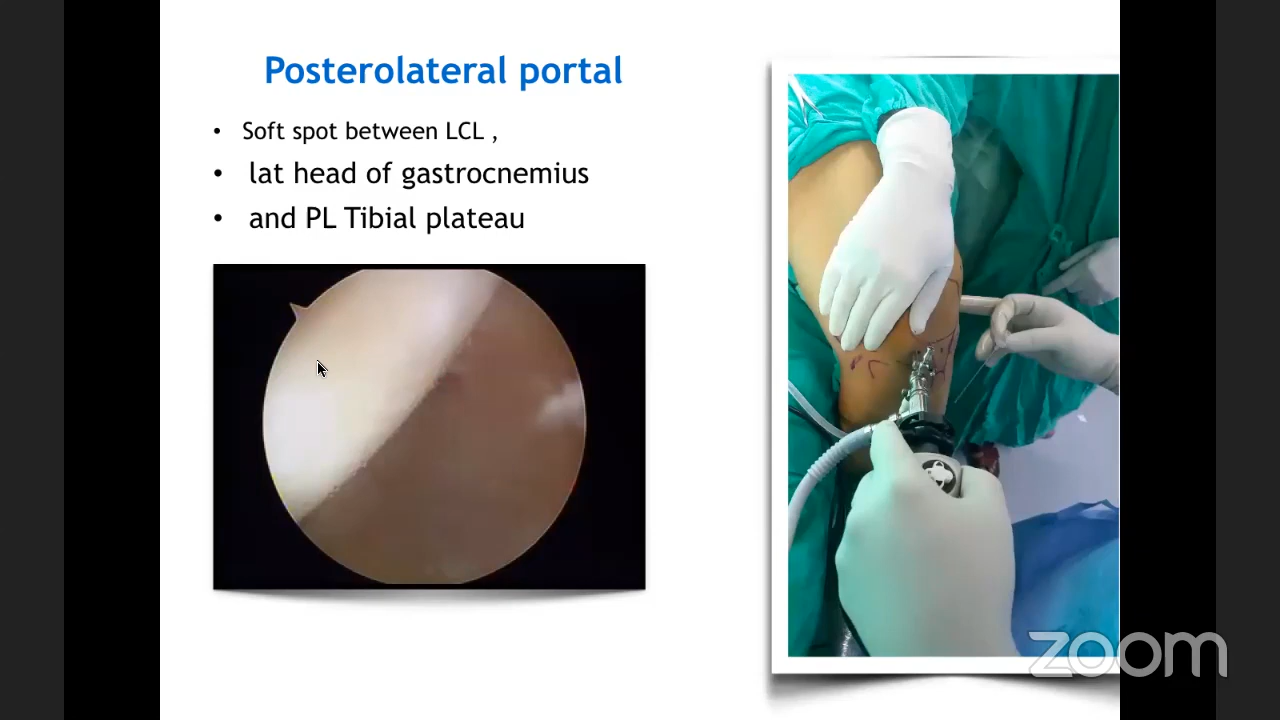 Posterolateral portal
• Soft spot between LCL ,
• lat head of gastrocnemius
• and PL Tibial plateau
zoom